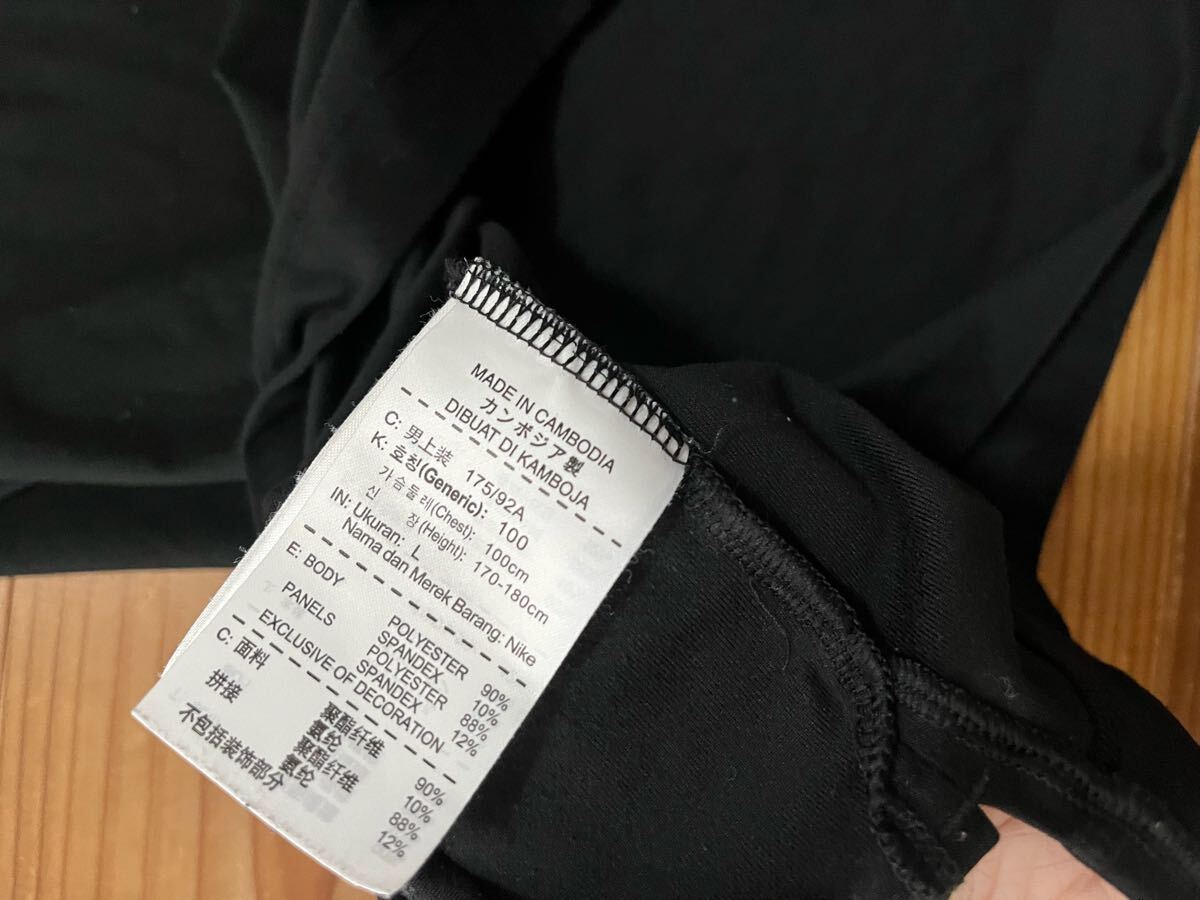 MADE IN CAMBODIA
カンボジア製
DIBUAT DI KAMBOJA
C: 男上装 175/92A
K: 호칭(Generic): 100
가슴둘레(Chest): 100cm
신 장(Height): 170-180cm
IN: Ukuran: L
Nama dan Merek Barang: Nike
E: BODY POLYESTER 90%
SPANDEX 10%
PANELS POLYESTER 88%
SPANDEX 12%
EXCLUSIVE OF DECORATION
C: 面料 聚酯纤维 90%
氨纶 10%
拼接 聚酯纤维 88%
氨纶 12%
不包括装饰部分